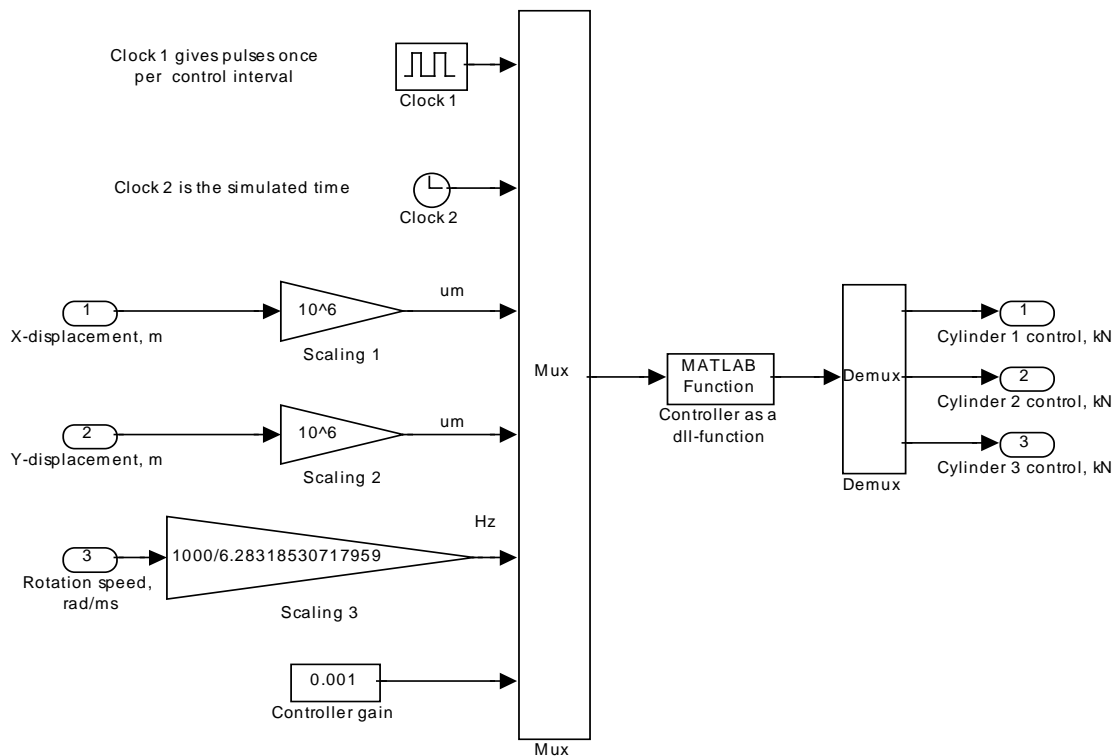 Clock 1 gives pulses once
per control interval
Clock 1
Clock 2 is the simulated time
Clock 2
1
X-displacement, m
10^6
Scaling 1
um
2
Y-displacement, m
10^6
Scaling 2
um
3
Rotation speed,
rad/ms
1000/6.28318530717959
Scaling 3
Hz
0.001
Controller gain
Mux
Mux
MATLAB
Function
Controller as a
dll-function
Demux
Demux
1
Cylinder 1 control, kN
2
Cylinder 2 control, kN
3
Cylinder 3 control, kN